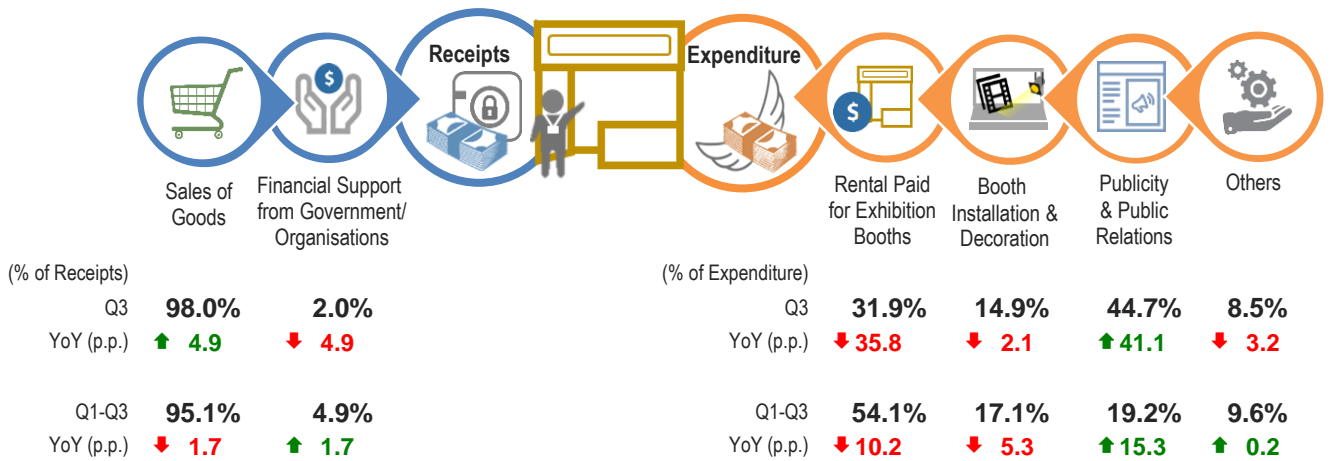 Receipts
Expenditure
$
$
Sales of
Goods
Financial Support
from Government/
Organisations
Rental Paid
for Exhibition
Booths
Booth
Installation &
Decoration
Publicity
& Public
Relations
Others
(% of Receipts)
(% of Expenditure)
Q3 98.0% 2.0%
Q3 31.9% 14.9% 44.7% 8.5%
YoY (p.p.) 4.9 4.9
YoY (p.p.) 35.8 2.1 41.1 3.2
Q1-Q3 95.1% 4.9%
Q1-Q3 54.1% 17.1% 19.2% 9.6%
YoY (p.p.) 1.7 1.7
YoY (p.p.) 10.2 5.3 15.3 0.2